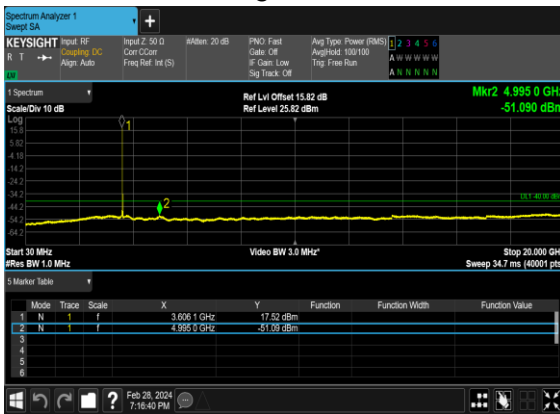 Spectrum Analyzer 1
Swept SA
KEYSIGHT Input: RF Input Z: 50 Ω #Atten: 20 dB PNO: Fast Avg Type: Power (RMS) 1 2 3 4 5 6
R T Coupling: DC Corr CCorr Gate: Off Avg|Hold: 100/100 A W W W W W
Align: Auto Freq Ref: Int (S) IF Gain: Low Trig: Free Run
Sig Track: Off A N N N N N
1 Spectrum
Mkr2 4.995 0 GHz
Scale/Div 10 dB Ref Lvl Offset 15.82 dB
Ref Level 25.82 dBm -51.090 dBm
Log
15.8
5.82
-4.18
-14.2
-24.2
-34.2
-44.2
-54.2
-64.2
1
2
DL1 -40.00 dBm
Start 30 MHz Video BW 3.0 MHz* Stop 20.000 GH
#Res BW 1.0 MHz Sweep 34.7 ms (40001 pts
5 Marker Table
Mode Trace Scale X Y Function Function Width Function Value
1 N 1 f 3.606 1 GHz 17.52 dBm
2 N 1 f 4.995 0 GHz -51.09 dBm
3
4
5
6
Feb 28, 2024
7:16:40 PM